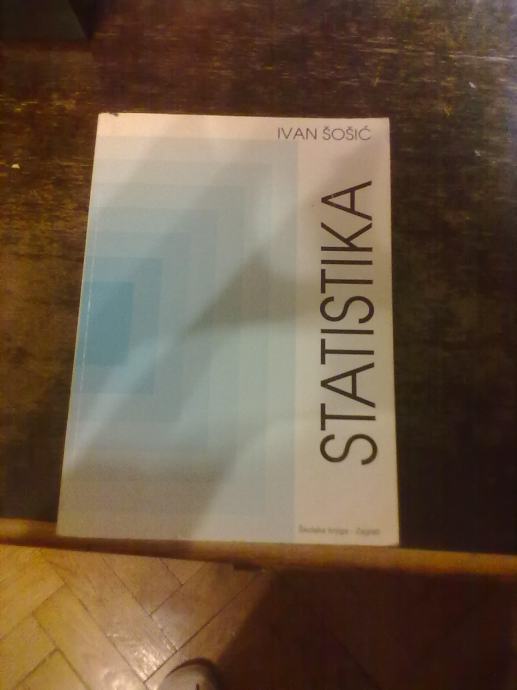 IVAN ŠOŠIĆ
STATISTIKA
Školska knjiga - Zagreb